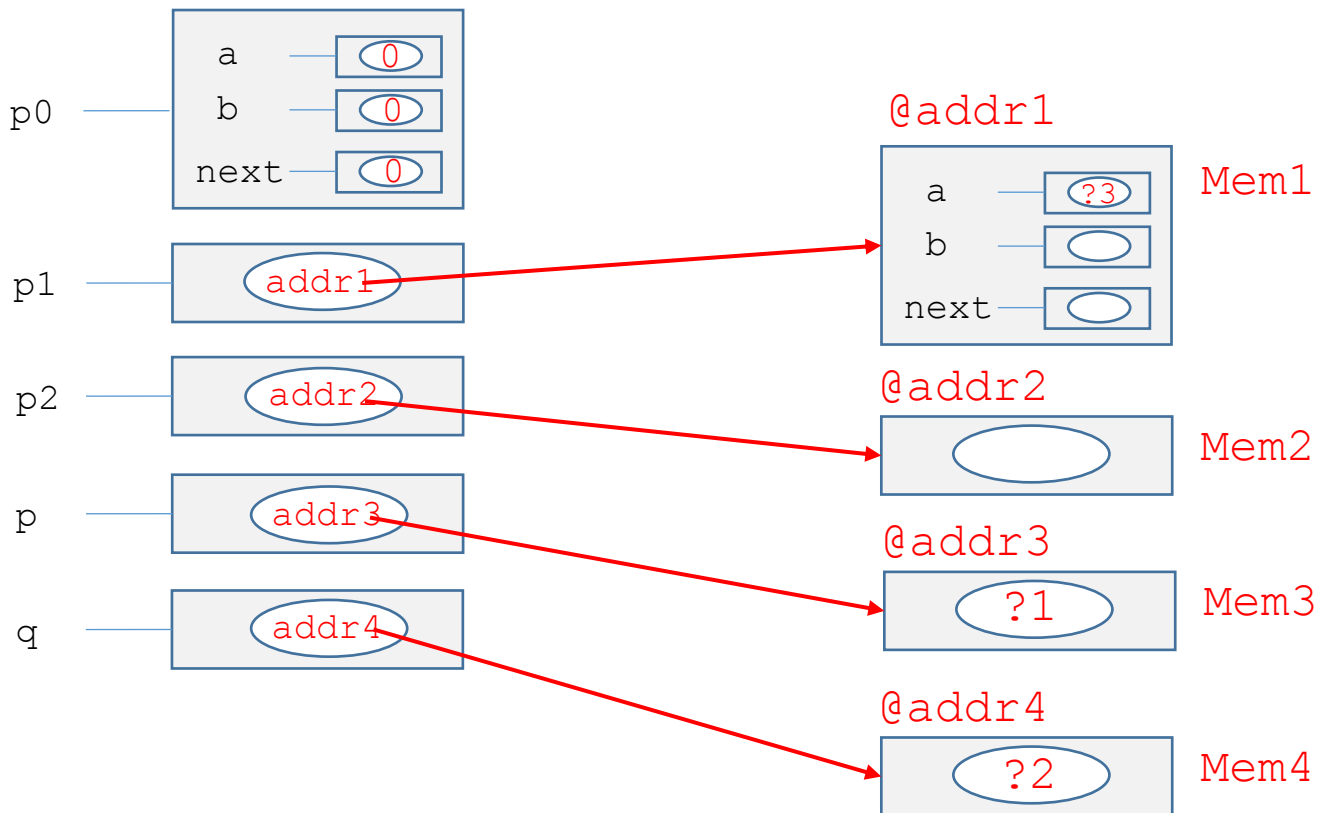 a 0
p0 b 0
next 0
@addr1
Mem1
a ?3
b
next
p1 addr1
p2 addr2
@addr2
Mem2
p addr3
@addr3
?1 Mem3
q addr4
@addr4
?2 Mem4